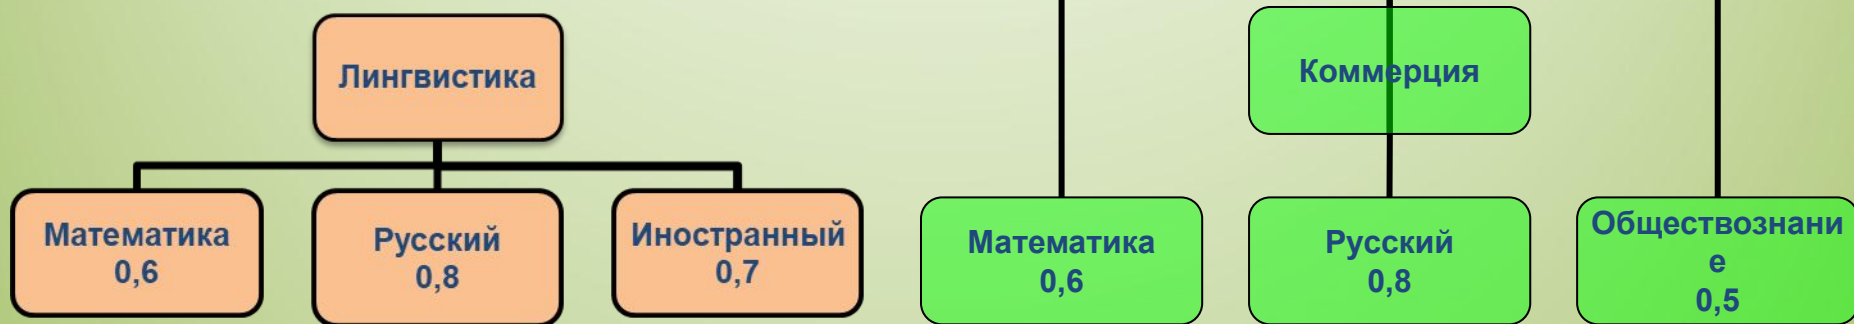 Лингвистика
Математика
0,6
Русский
0,8
Иностранный
0,7
Коммерция
Математика
0,6
Русский
0,8
Обществознани
е
0,5